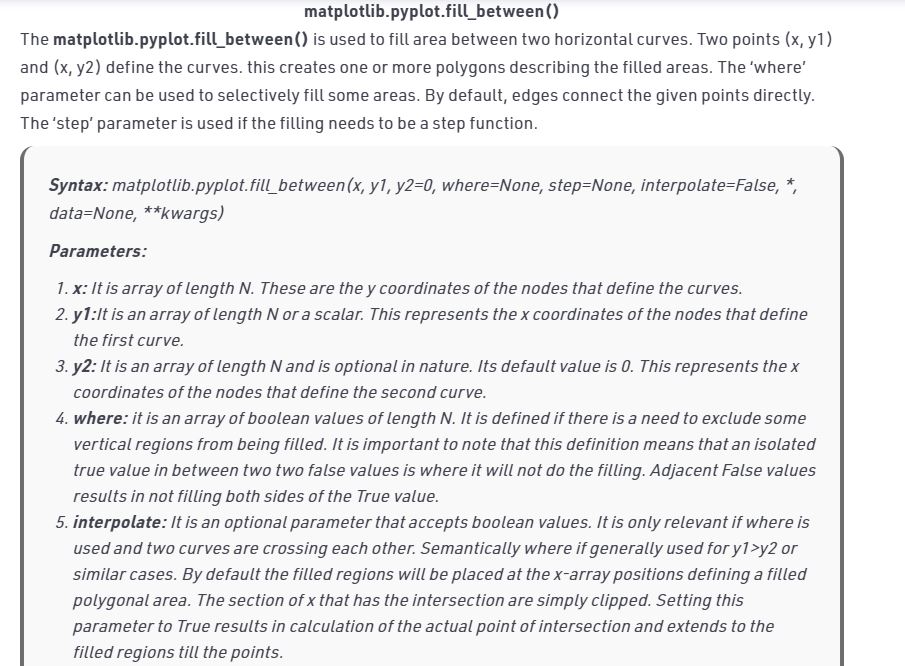 matplotlib.pyplot.fill_between()
The matplotlib.pyplot.fill_between() is used to fill area between two horizontal curves. Two points (x, y1)
and (x, y2) define the curves. this creates one or more polygons describing the filled areas. The ‘where’
parameter can be used to selectively fill some areas. By default, edges connect the given points directly.
The ‘step’ parameter is used if the filling needs to be a step function.
Syntax: matplotlib.pyplot.fill_between(x, y1, y2=0, where=None, step=None, interpolate=False, *,
data=None, **kwargs)
Parameters:
1. x: It is array of length N. These are the y coordinates of the nodes that define the curves.
2. y1:It is an array of length N or a scalar. This represents the x coordinates of the nodes that define
the first curve.
3. y2: It is an array of length N and is optional in nature. Its default value is 0. This represents the x
coordinates of the nodes that define the second curve.
4. where: it is an array of boolean values of length N. It is defined if there is a need to exclude some
vertical regions from being filled. It is important to note that this definition means that an isolated
true value in between two two false values is where it will not do the filling. Adjacent False values
results in not filling both sides of the True value.
5. interpolate: It is an optional parameter that accepts boolean values. It is only relevant if where is
used and two curves are crossing each other. Semantically where if generally used for y1>y2 or
similar cases. By default the filled regions will be placed at the x-array positions defining a filled
polygonal area. The section of x that has the intersection are simply clipped. Setting this
parameter to True results in calculation of the actual point of intersection and extends to the
filled regions till the points.